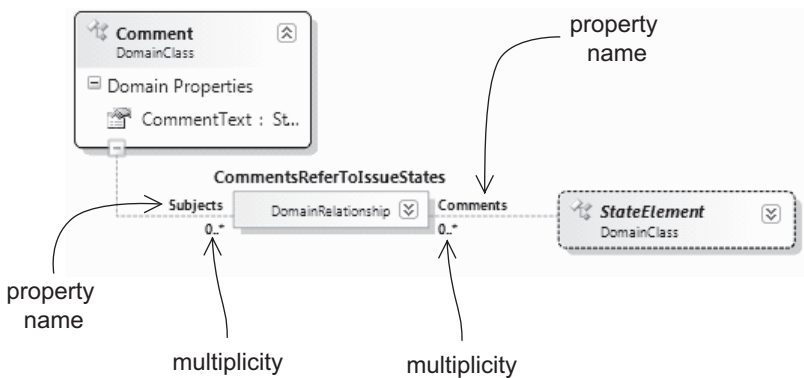 Comment
DomainClass
Domain Properties
CommentText : St...
property
name
CommentsReferToIssueStates
Subjects
0..*
DomainRelationship
Comments
0..*
StateElement
DomainClass
property
name
multiplicity
multiplicity